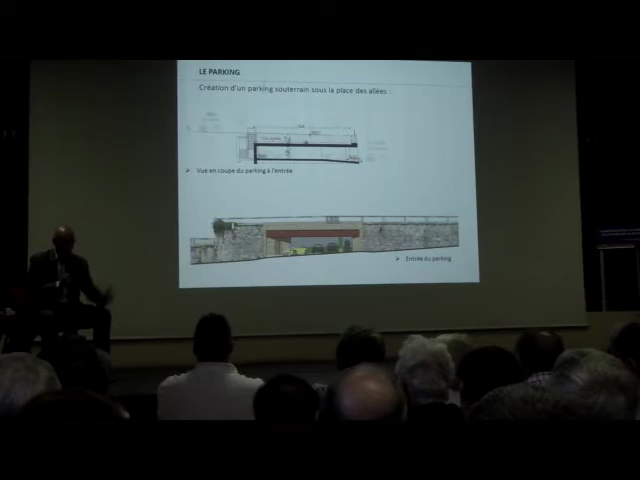 LE PARKING
Création d'un parking souterrain sous la place des allées
➤ Vue en coupe du parking à l'entrée
➤ Entrée du parking